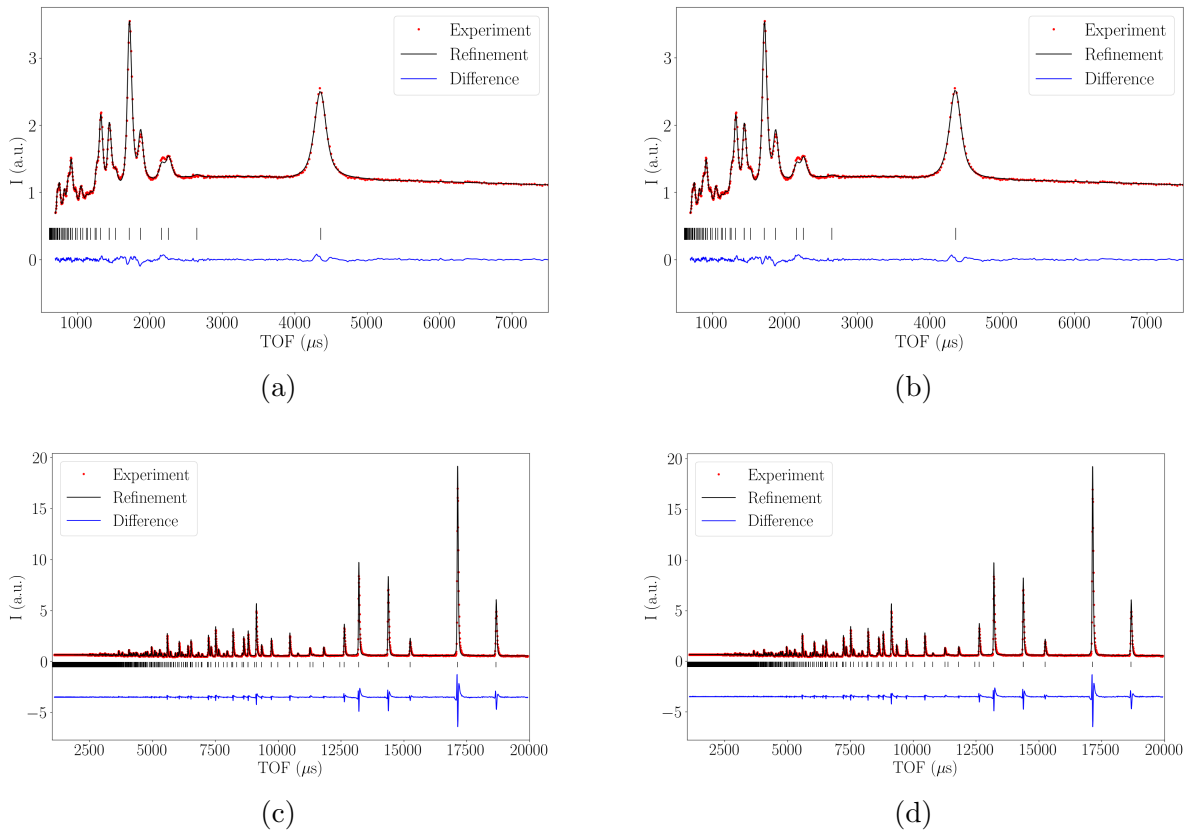 Experiment
Refinement
Difference
I (a.u.)
3
2
1
0
1000 2000 3000 4000 5000 6000 7000
TOF (μs)
(a)
Experiment
Refinement
Difference
I (a.u.)
3
2
1
0
1000 2000 3000 4000 5000 6000 7000
TOF (μs)
(b)
Experiment
Refinement
Difference
I (a.u.)
20
15
10
5
0
−5
2500 5000 7500 10000 12500 15000 17500 20000
TOF (μs)
(c)
Experiment
Refinement
Difference
I (a.u.)
20
15
10
5
0
−5
2500 5000 7500 10000 12500 15000 17500 20000
TOF (μs)
(d)